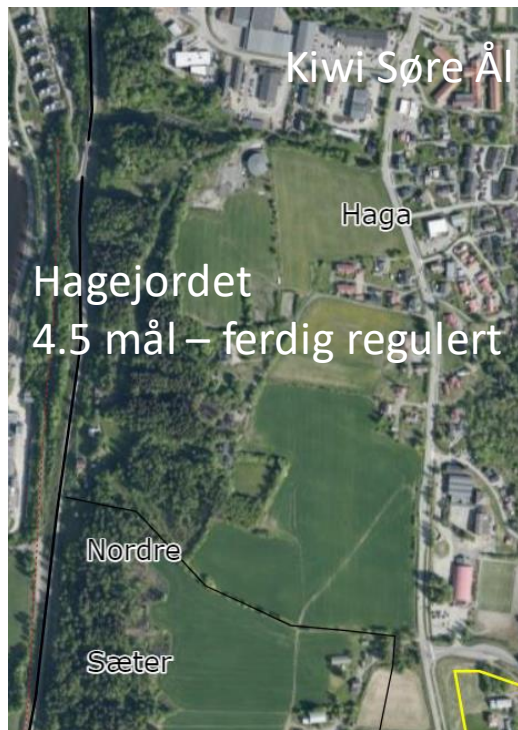 Kiwi Søre Ål
Haga
Hagejordet
4.5 mål – ferdig regulert
Nordre
Sæter